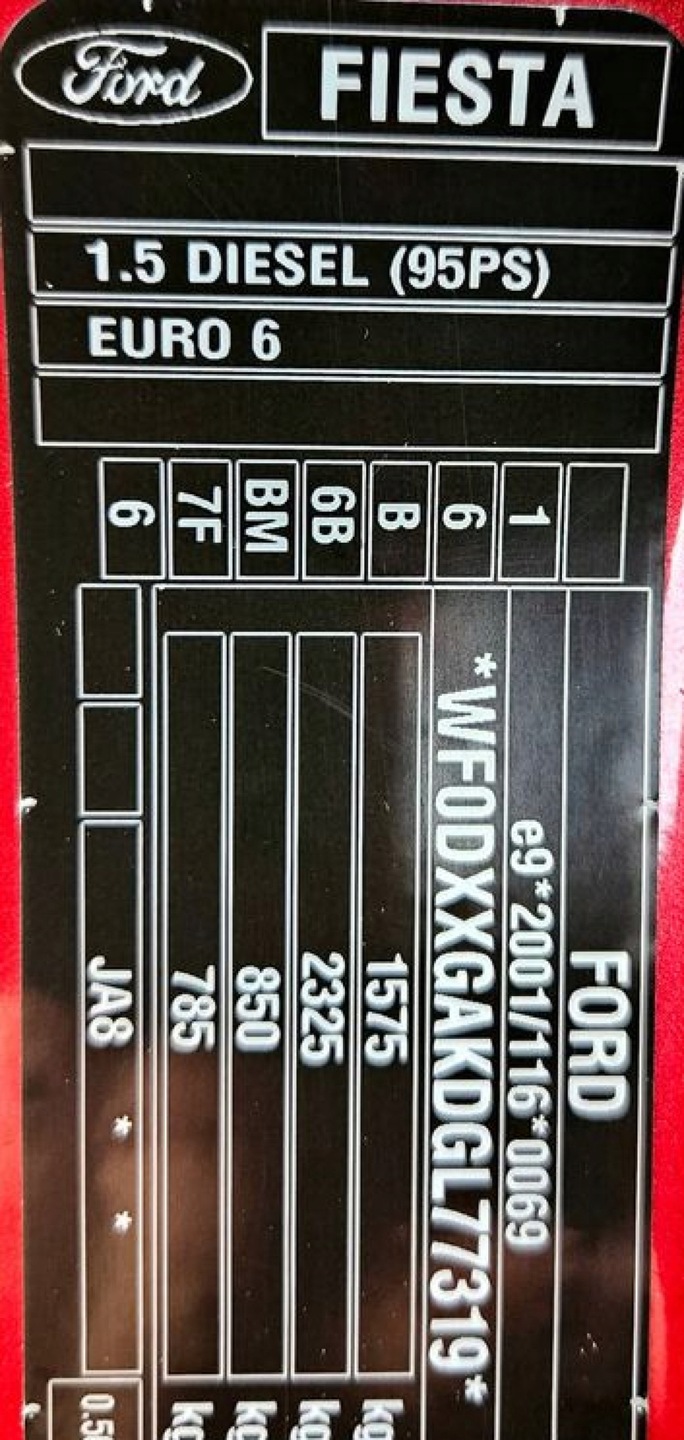 Ford
FIESTA
1.5 DIESEL (95PS)
EURO 6
1
6
B
6B
BM
7F
6
FORD
e9*2001/116*0069
*WF0DXXGAKDGL77319*
1575 kg
2325 kg
850 kg
785 kg
JA8 * *